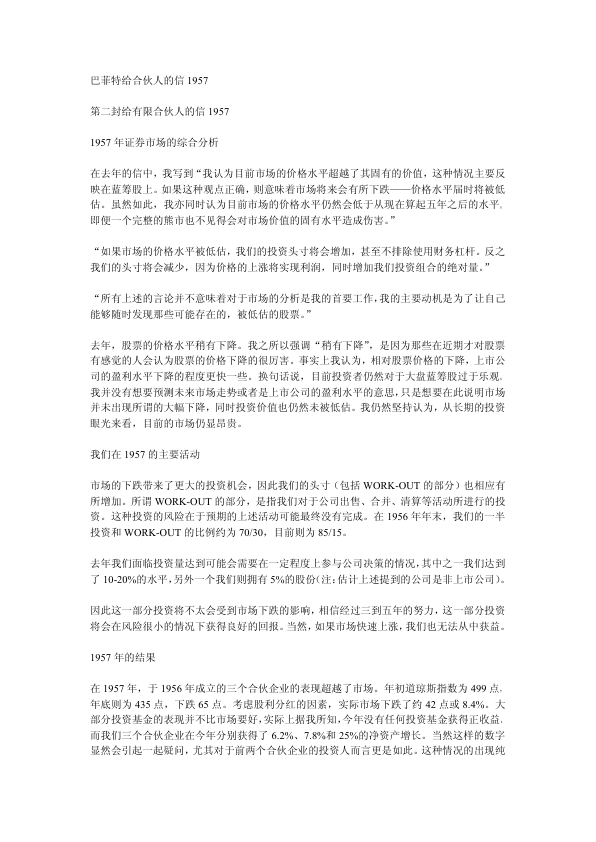 巴菲特给合伙人的信 1957
第二封给有限合伙人的信 1957
1957 年证券市场的综合分析
在去年的信中，我写到“我认为目前市场的价格水平超越了其固有的价值，这种情况主要反
映在蓝筹股上。如果这种观点正确，则意味着市场将来会有所下跌——价格水平届时将被低
估。虽然如此，我亦同时认为目前市场的价格水平仍然会低于从现在算起五年之后的水平。
即便一个完整的熊市也不见得会对市场价值的固有水平造成伤害。”
“如果市场的价格水平被低估，我们的投资头寸将会增加，甚至不排除使用财务杠杆。反之
我们的头寸将会减少，因为价格的上涨将实现利润，同时增加我们投资组合的绝对量。”
“所有上述的言论并不意味着对于市场的分析是我的首要工作，我的主要动机是为了让自己
能够随时发现那些可能存在的，被低估的股票。”
去年，股票的价格水平稍有下降。我之所以强调“稍有下降”，是因为那些在近期才对股票
有感觉的人会认为股票的价格下降的很厉害。事实上我认为，相对股票价格的下降，上市公
司的盈利水平下降的程度更快一些。换句话说，目前投资者仍然对于大盘蓝筹股过于乐观。
我并没有想要预测未来市场走势或者是上市公司的盈利水平的意思，只是想要在此说明市场
并未出现所谓的大幅下降，同时投资价值也仍然未被低估。我仍然坚持认为，从长期的投资
眼光来看，目前的市场仍显昂贵。
我们在 1957 的主要活动
市场的下跌带来了更大的投资机会，因此我们的头寸（包括 WORK-OUT 的部分）也相应有
所增加。所谓 WORK-OUT 的部分，是指我们对于公司出售、合并、清算等活动所进行的投
资。这种投资的风险在于预期的上述活动可能最终没有完成。在 1956 年年末，我们的一半
投资和 WORK-OUT 的比例约为 70/30，目前则为 85/15。
去年我们面临投资量达到可能会需要在一定程度上参与公司决策的情况，其中之一我们达到
了 10-20%的水平，另外一个我们则拥有 5%的股份（注：估计上述提到的公司是非上市公司）。
因此这一部分投资将不太会受到市场下跌的影响，相信经过三到五年的努力，这一部分投资
将会在风险很小的情况下获得良好的回报。当然，如果市场快速上涨，我们也无法从中获益。
1957 年的结果
在 1957 年，于 1956 年成立的三个合伙企业的表现超越了市场。年初道琼斯指数为 499 点，
年底则为 435 点，下跌 65 点。考虑股利分红的因素，实际市场下跌了约 42 点或 8.4%。大
部分投资基金的表现并不比市场要好，实际上据我所知，今年没有任何投资基金获得正收益。
而我们三个合伙企业在今年分别获得了 6.2%、7.8%和 25%的净资产增长。当然这样的数字
显然会引起一起疑问，尤其对于前两个合伙企业的投资人而言更是如此。这种情况的出现纯